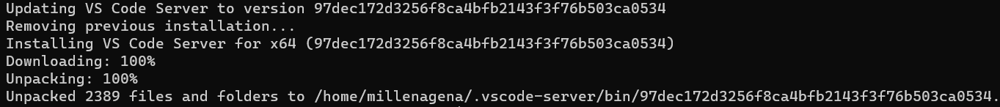 Updating VS Code Server to version 97dec172d3256f8ca4bfb2143f3f76b503ca0534
Removing previous installation...
Installing VS Code Server for x64 (97dec172d3256f8ca4bfb2143f3f76b503ca0534)
Downloading: 100%
Unpacking: 100%
Unpacked 2389 files and folders to /home/millenagena/.vscode-server/bin/97dec172d3256f8ca4bfb2143f3f76b503ca0534.